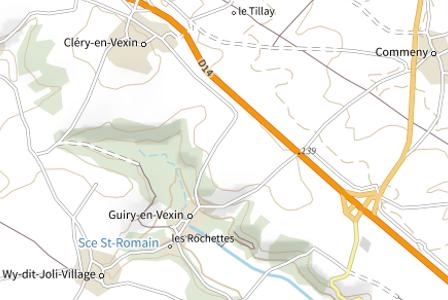 le Tillay
Cléry-en-Vexin
Commeny
D14
139
Guiry-en-Vexin
les Rochettes
Sce St-Romain
Wy-dit-Joli-Village